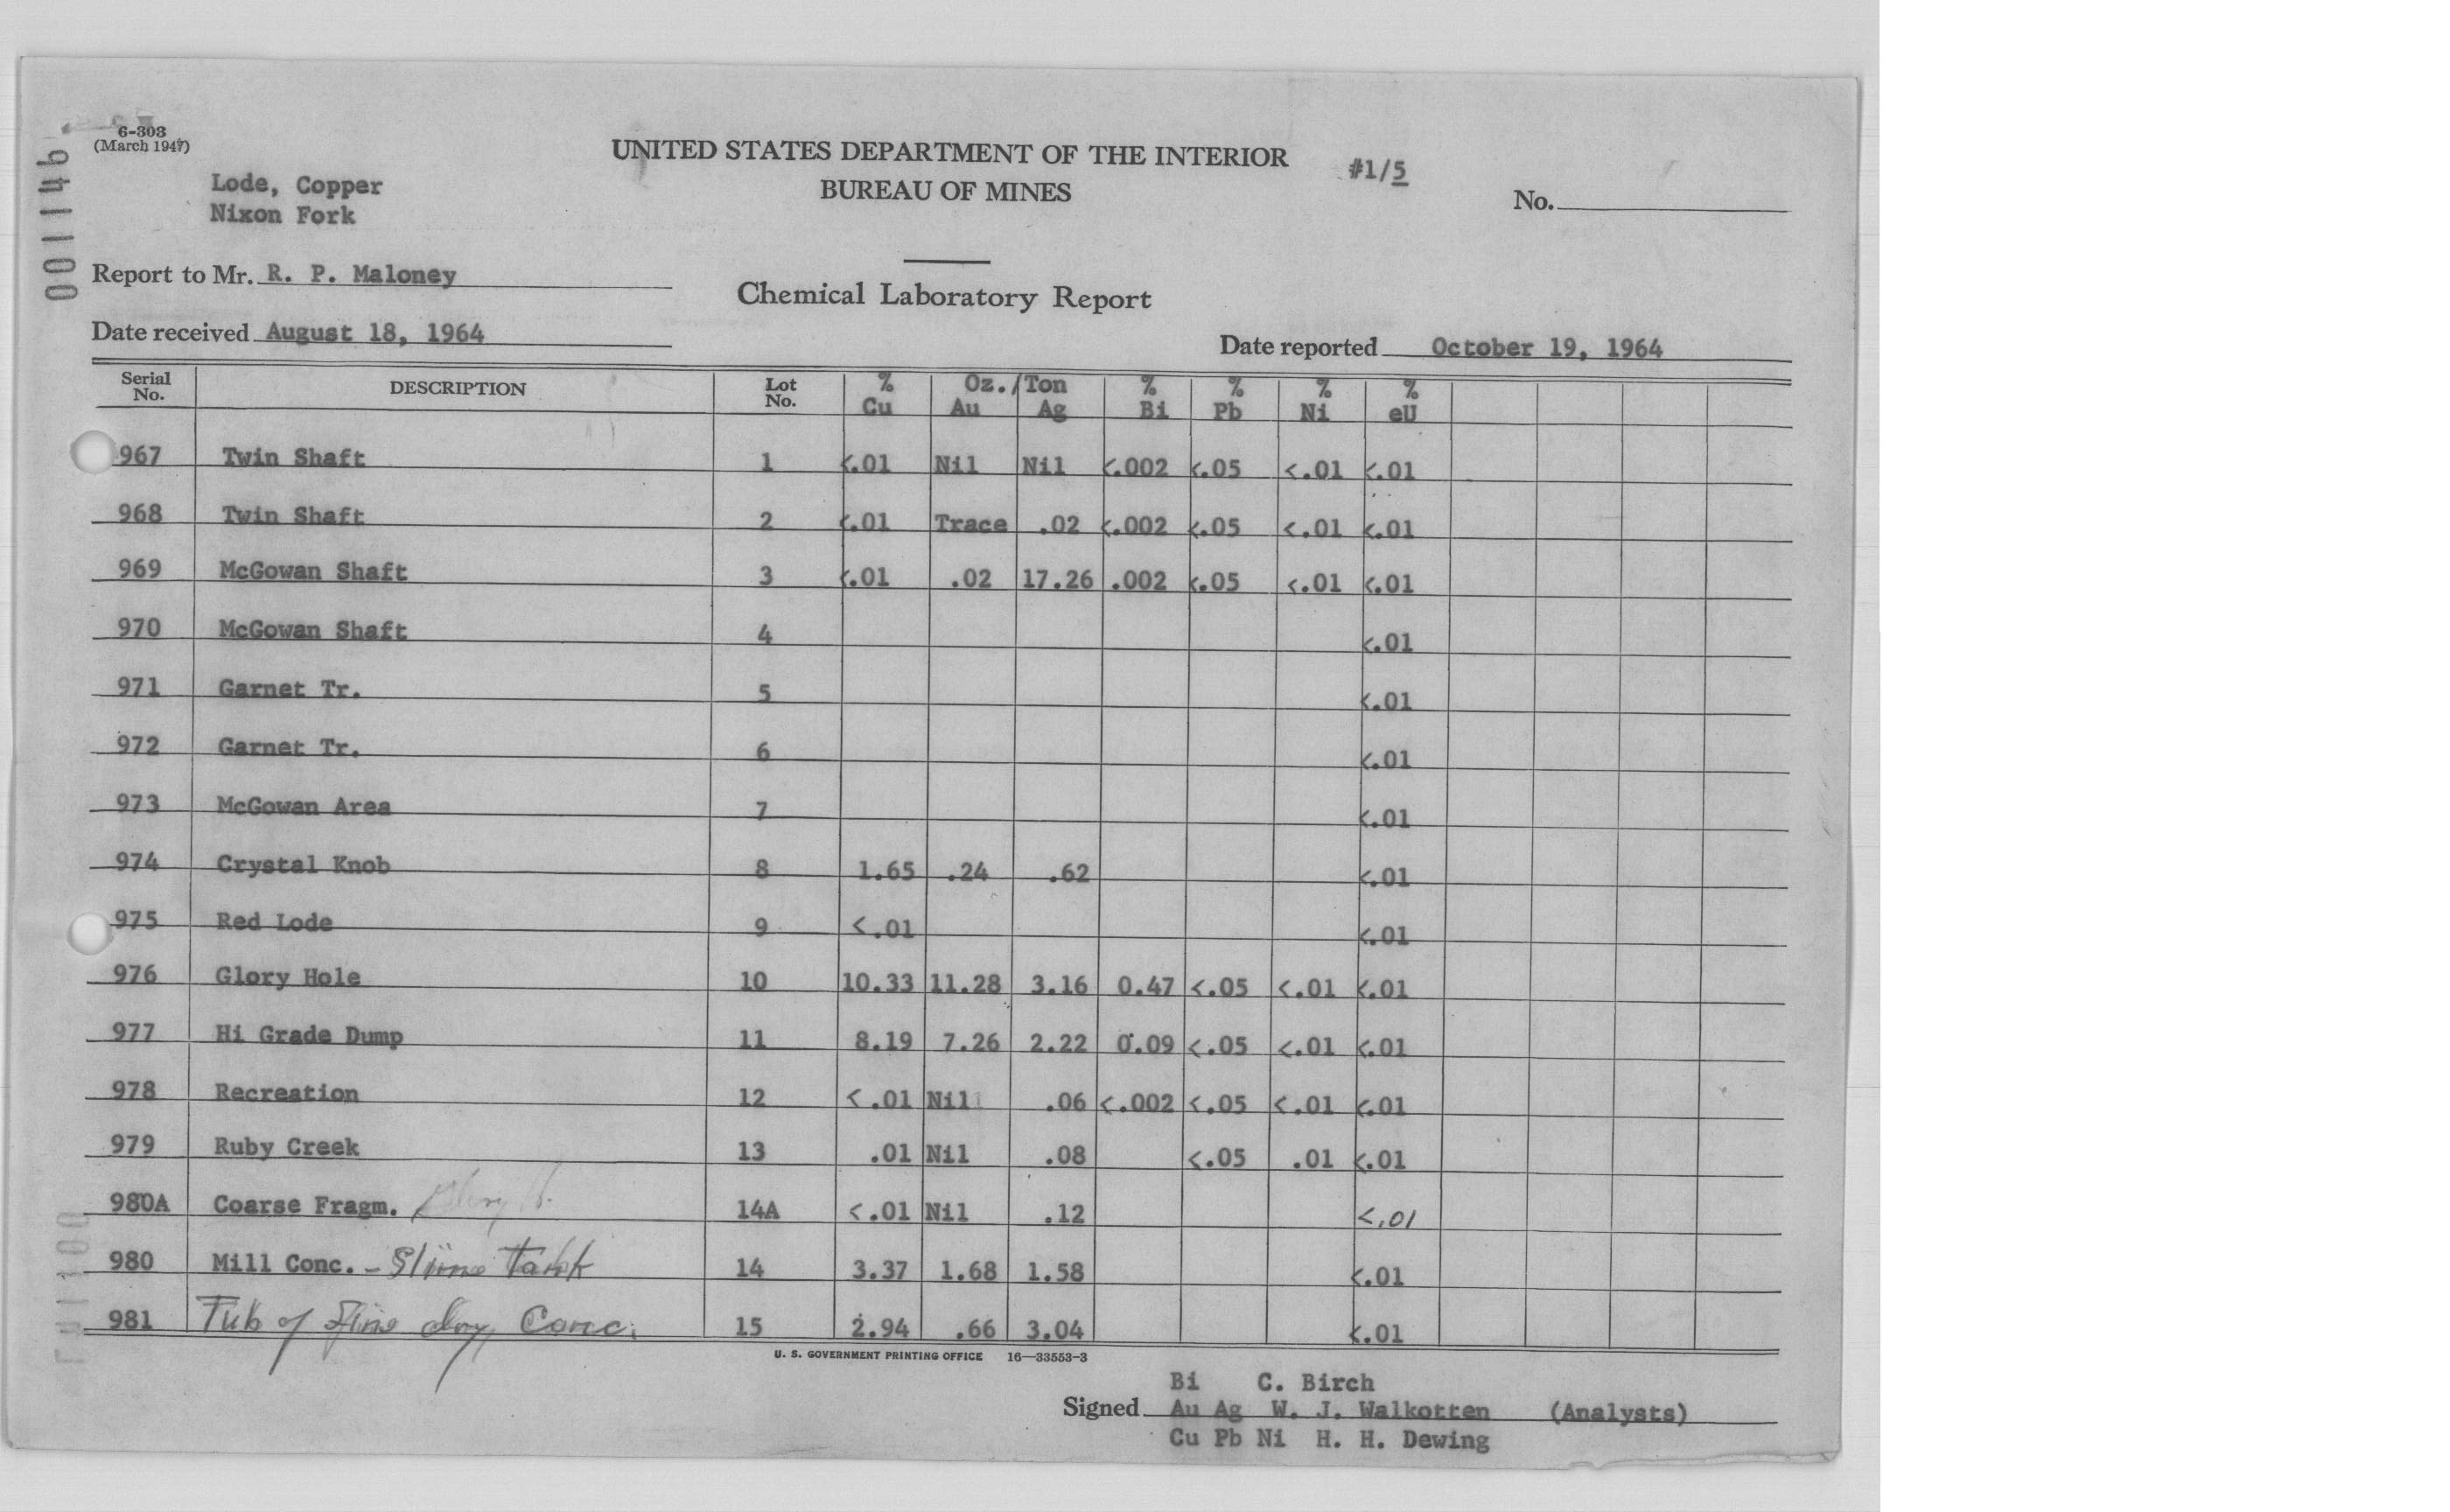 6-303
(March 1947)
001146
UNITED STATES DEPARTMENT OF THE INTERIOR
BUREAU OF MINES
#1/5
No.
Lode, Copper
Nixon Fork
Report to Mr. R. P. Maloney
Chemical Laboratory Report
Date received August 18, 1964
Date reported October 19, 1964
Serial No. DESCRIPTION Lot No. % Cu Oz./Ton Au Ag % Bi % Pb % Ni % eU
967 Twin Shaft 1 <.01 Nil Nil <.002 <.05 <.01 <.01
968 Twin Shaft 2 <.01 Trace .02 <.002 <.05 <.01 <.01
969 McGowan Shaft 3 <.01 .02 17.26 .002 <.05 <.01 <.01
970 McGowan Shaft 4 <.01
971 Garnet Tr. 5 <.01
972 Garnet Tr. 6 <.01
973 McGowan Area 7 <.01
974 Crystal Knob 8 1.65 .24 .62 <.01
975 Red Lode 9 <.01 <.01
976 Glory Hole 10 10.33 11.28 3.16 0.47 <.05 <.01 <.01
977 Hi Grade Dump 11 8.19 7.26 2.22 0.09 <.05 <.01 <.01
978 Recreation 12 <.01 Nil .06 <.002 <.05 <.01 <.01
979 Ruby Creek 13 .01 Nil .08 <.05 .01 <.01
980A Coarse Fragm. 14A <.01 Nil .12 <.01
980 Mill Conc. - Slime Tank 14 3.37 1.68 1.58 <.01
981 Tub of fine dry Conc. 15 2.94 .66 3.04 <.01
U. S. GOVERNMENT PRINTING OFFICE 16—33553-3
Bi C. Birch
Signed Au Ag W. J. Walkotten (Analysts)
Cu Pb Ni H. H. Dewing